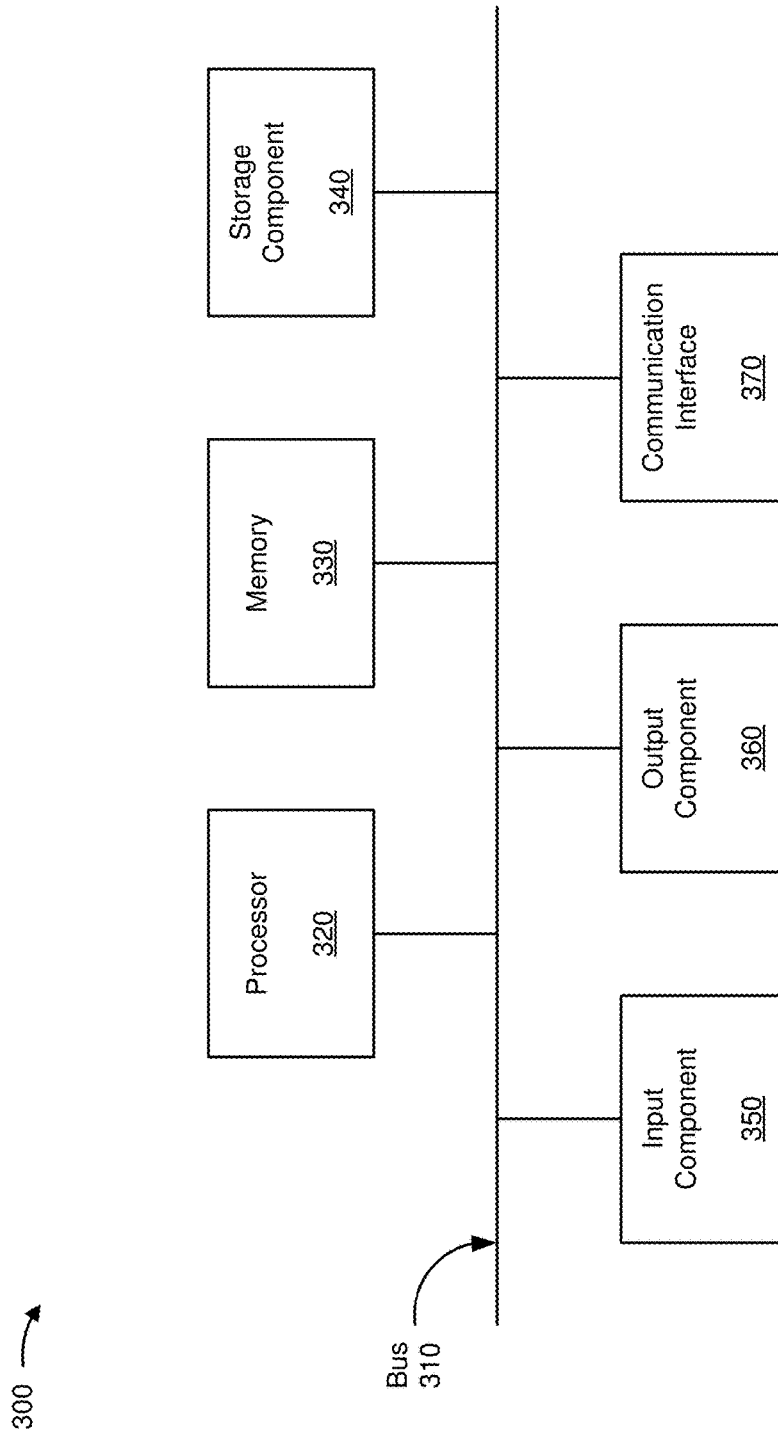 300
Bus
310
Processor
320
Memory
330
Storage
Component
340
Input
Component
350
Output
Component
360
Communication
Interface
370